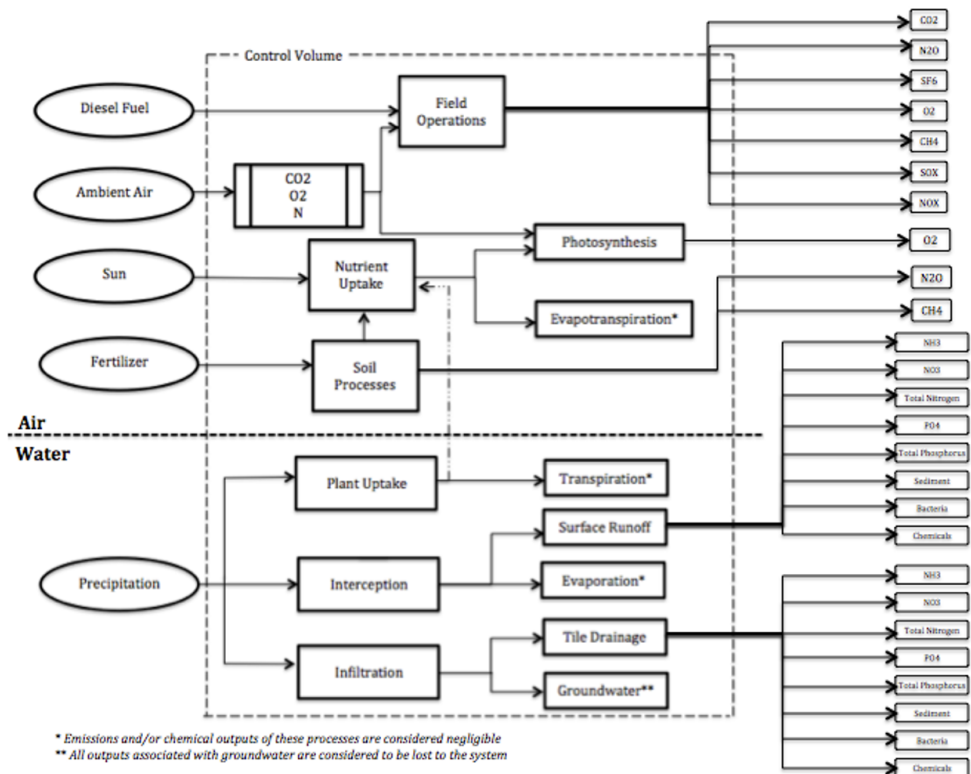 Control Volume
Diesel Fuel
Ambient Air
Sun
Fertilizer
CO2
O2
N
Field
Operations
Nutrient
Uptake
Soil
Processes
Photosynthesis
Evapotranspiration*
CO2
N2O
SF6
O2
CH4
SOX
NOX
O2
N2O
CH4
Air
Water
Precipitation
Plant Uptake
Interception
Infiltration
Transpiration*
Surface Runoff
Evaporation*
Tile Drainage
Groundwater**
NH3
NO3
Total Nitrogen
PO4
Total Phosphorus
Sediment
Bacteria
Chemicals
NH3
NO3
Total Nitrogen
PO4
Total Phosphorus
Sediment
Bacteria
Chemicals
* Emissions and/or chemical outputs of these processes are considered negligible
** All outputs associated with groundwater are considered to be lost to the system